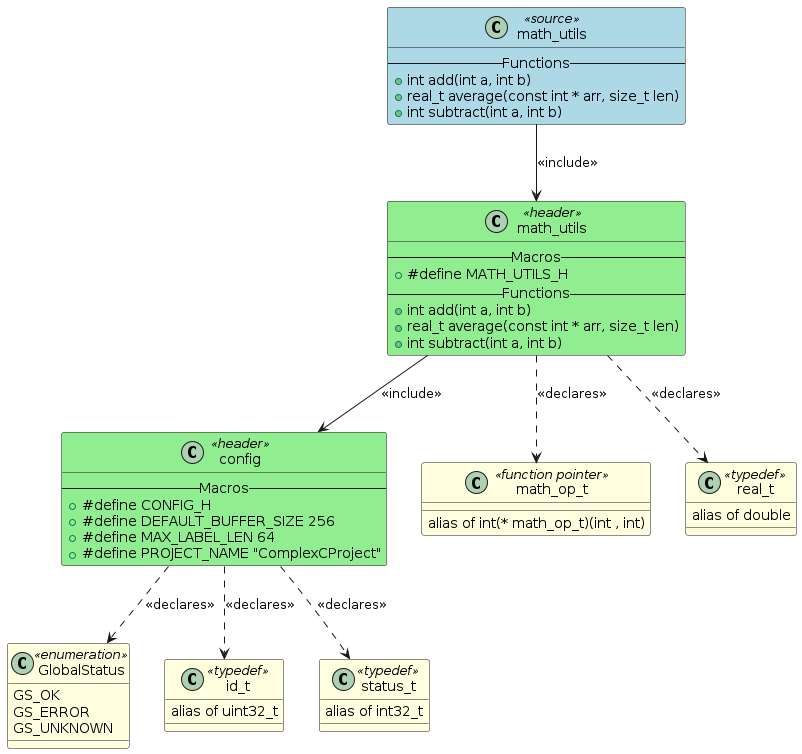 C «source»
math_utils
Functions
int add(int a, int b)
real_t average(const int * arr, size_t len)
int subtract(int a, int b)
«include»
C «header»
math_utils
Macros
#define MATH_UTILS_H
Functions
int add(int a, int b)
real_t average(const int * arr, size_t len)
int subtract(int a, int b)
«include»
«declares»
«declares»
C «header»
config
Macros
#define CONFIG_H
#define DEFAULT_BUFFER_SIZE 256
#define MAX_LABEL_LEN 64
#define PROJECT_NAME "ComplexCProject"
C «function pointer»
math_op_t
alias of int(* math_op_t)(int , int)
C «typedef»
real_t
alias of double
«declares»
«declares»
«declares»
C «enumeration»
GlobalStatus
GS_OK
GS_ERROR
GS_UNKNOWN
C «typedef»
id_t
alias of uint32_t
C «typedef»
status_t
alias of int32_t